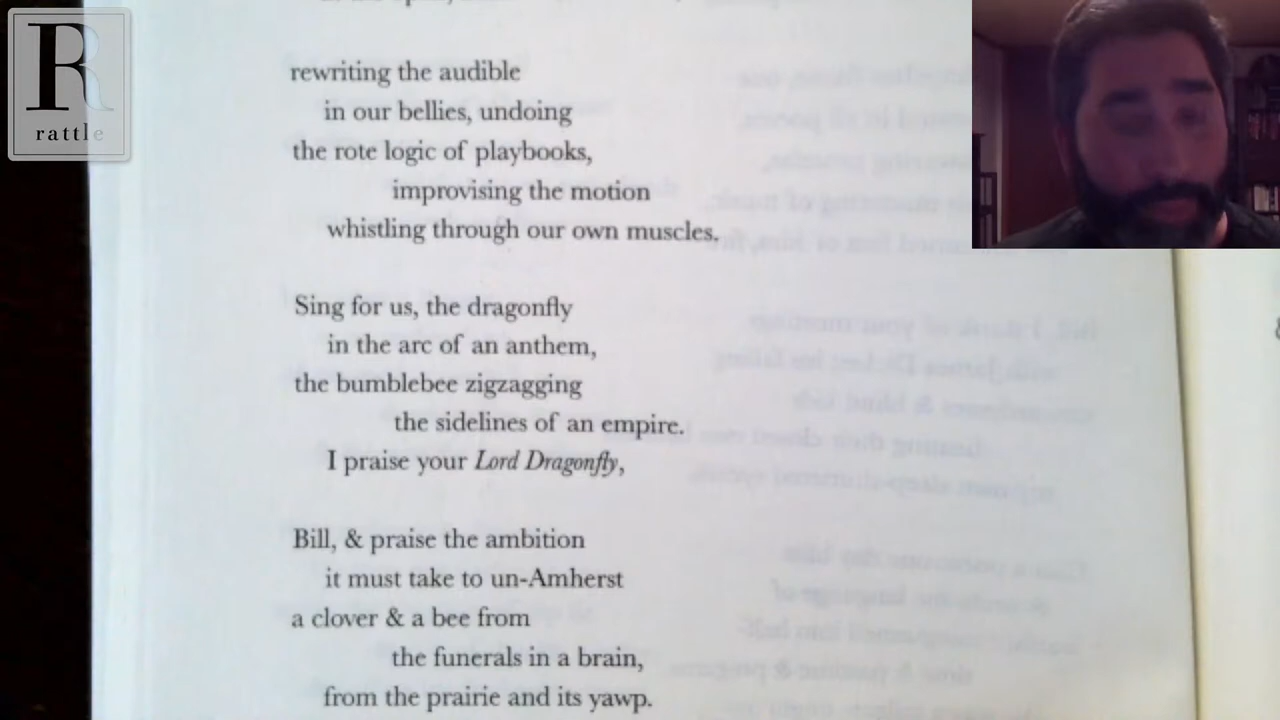 R
rattle
rewriting the audible
in our bellies, undoing
the rote logic of playbooks,
improvising the motion
whistling through our own muscles.
Sing for us, the dragonfly
in the arc of an anthem,
the bumblebee zigzagging
the sidelines of an empire.
I praise your Lord Dragonfly,
Bill, & praise the ambition
it must take to un-Amherst
a clover & a bee from
the funerals in a brain,
from the prairie and its yawp.